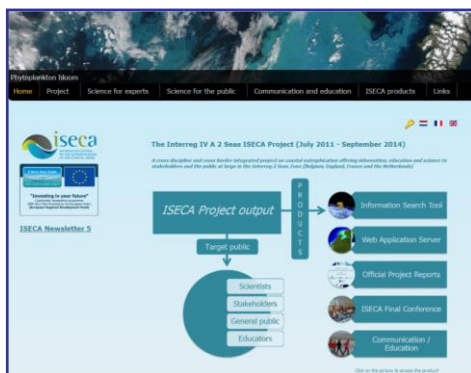 Phytoplankton bloom
Home Project Science for experts Science for the public Communication and education ISECA products Links
iseca
The Interreg IV A 2 Seas ISECA Project (July 2011 - September 2014)
A cross discipline and cross border integrated project on coastal eutrophication offering information, education and science to
stakeholders and the public at large in the Interreg 2 Seas Zone (Belgium, England, France and the Netherlands)
"Investing in your future"
ISECA Newsletter 5
ISECA Project output
PRODUCTS
Target public
Scientists
Stakeholders
General public
Educators
Information Search Tool
Web Application Server
Official Project Reports
ISECA Final Conference
Communication /
Education
Click on the picture to access the product